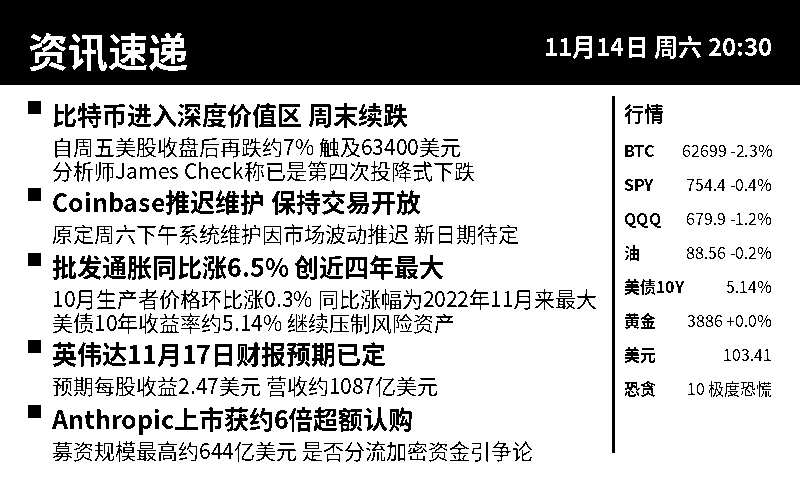 资讯速递
11月14日 周六 20:30
比特币进入深度价值区 周末续跌
自周五美股收盘后再跌约7% 触及63400美元
分析师James Check称已是第四次投降式下跌
Coinbase推迟维护 保持交易开放
原定周六下午系统维护因市场波动推迟 新日期待定
批发通胀同比涨6.5% 创近四年最大
10月生产者价格环比涨0.3% 同比涨幅为2022年11月来最大
美债10年收益率约5.14% 继续压制风险资产
英伟达11月17日财报预期已定
预期每股收益2.47美元 营收约1087亿美元
Anthropic上市获约6倍超额认购
募资规模最高约644亿美元 是否分流加密资金引争论
行情
BTC 62699 -2.3%
SPY 754.4 -0.4%
QQQ 679.9 -1.2%
油 88.56 -0.2%
美债10Y 5.14%
黄金 3886 +0.0%
美元 103.41
恐贪 10 极度恐慌